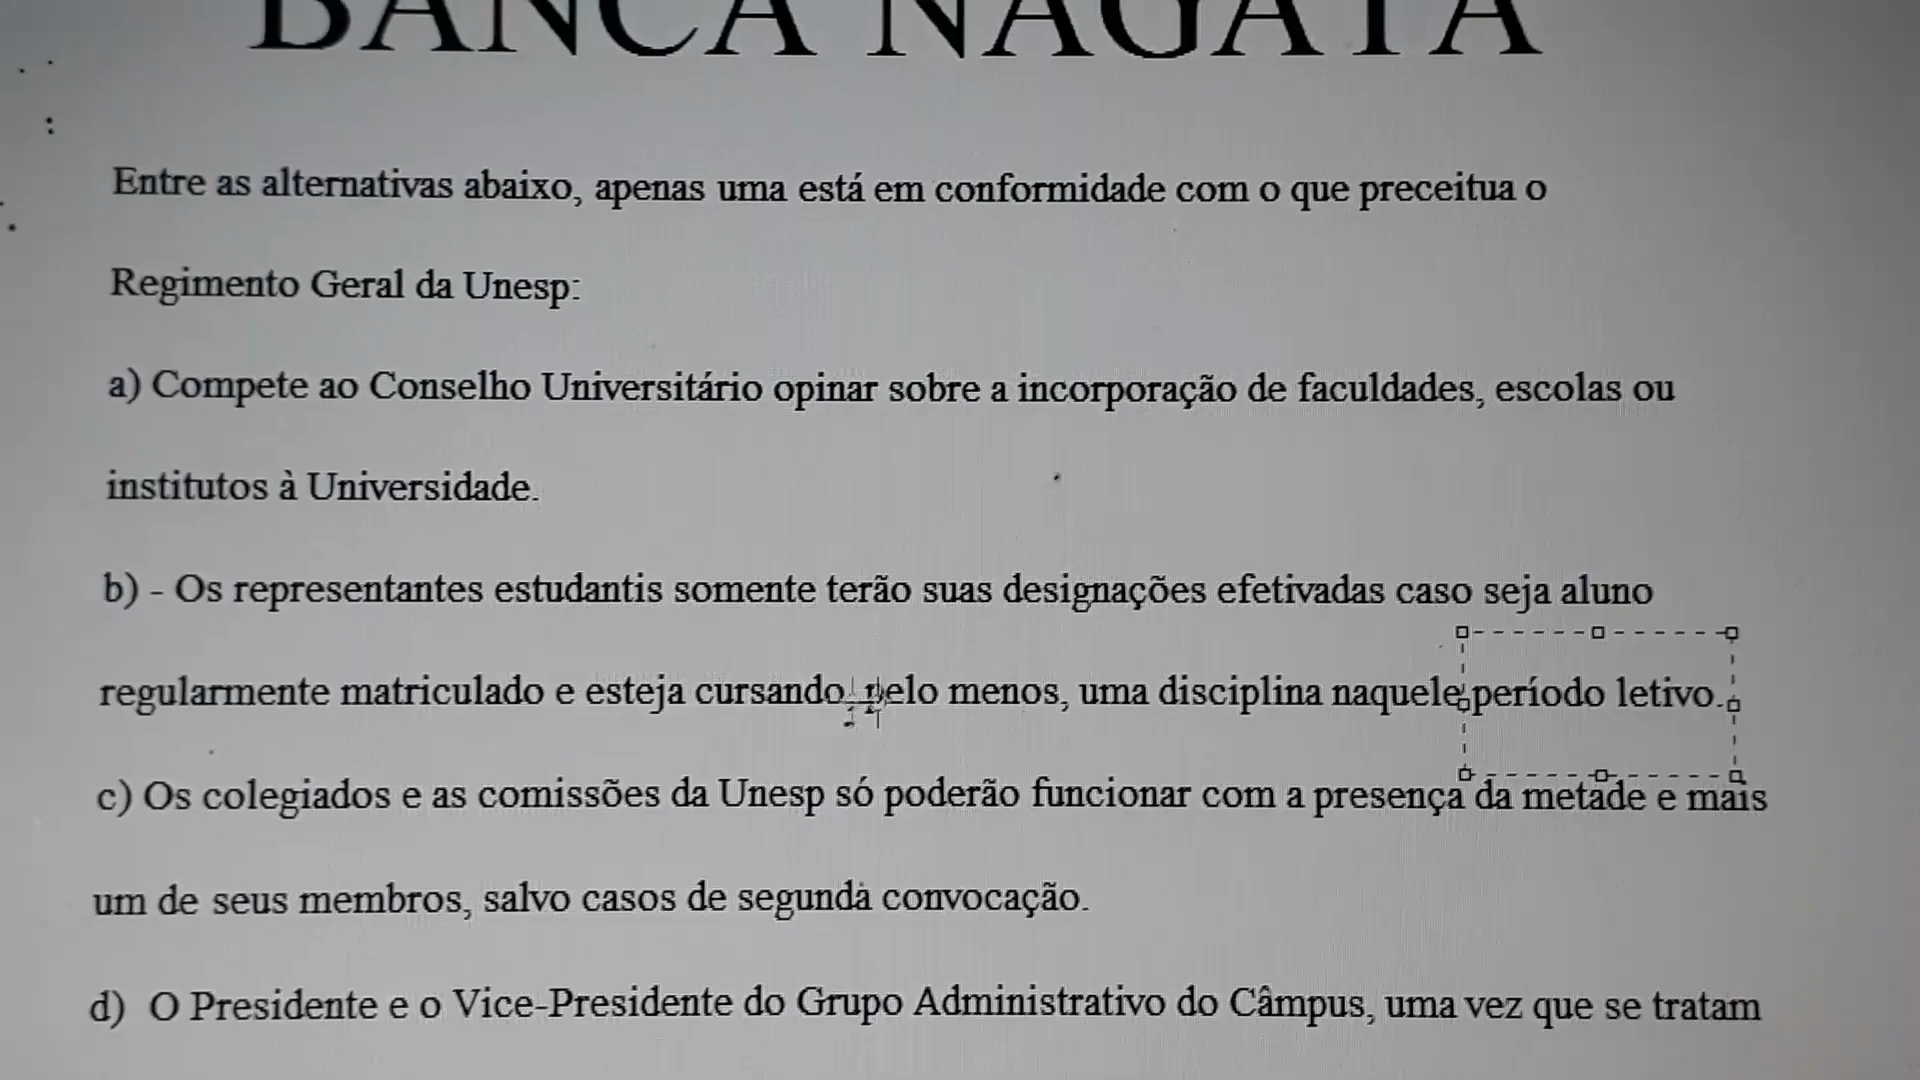 BANCA NAGATA
Entre as alternativas abaixo, apenas uma está em conformidade com o que preceitua o
Regimento Geral da Unesp:
a) Compete ao Conselho Universitário opinar sobre a incorporação de faculdades, escolas ou
institutos à Universidade.
b) - Os representantes estudantis somente terão suas designações efetivadas caso seja aluno
regularmente matriculado e esteja cursando pelo menos, uma disciplina naquele período letivo.
c) Os colegiados e as comissões da Unesp só poderão funcionar com a presença da metade e mais
um de seus membros, salvo casos de segunda convocação.
d) O Presidente e o Vice-Presidente do Grupo Administrativo do Câmpus, uma vez que se tratam